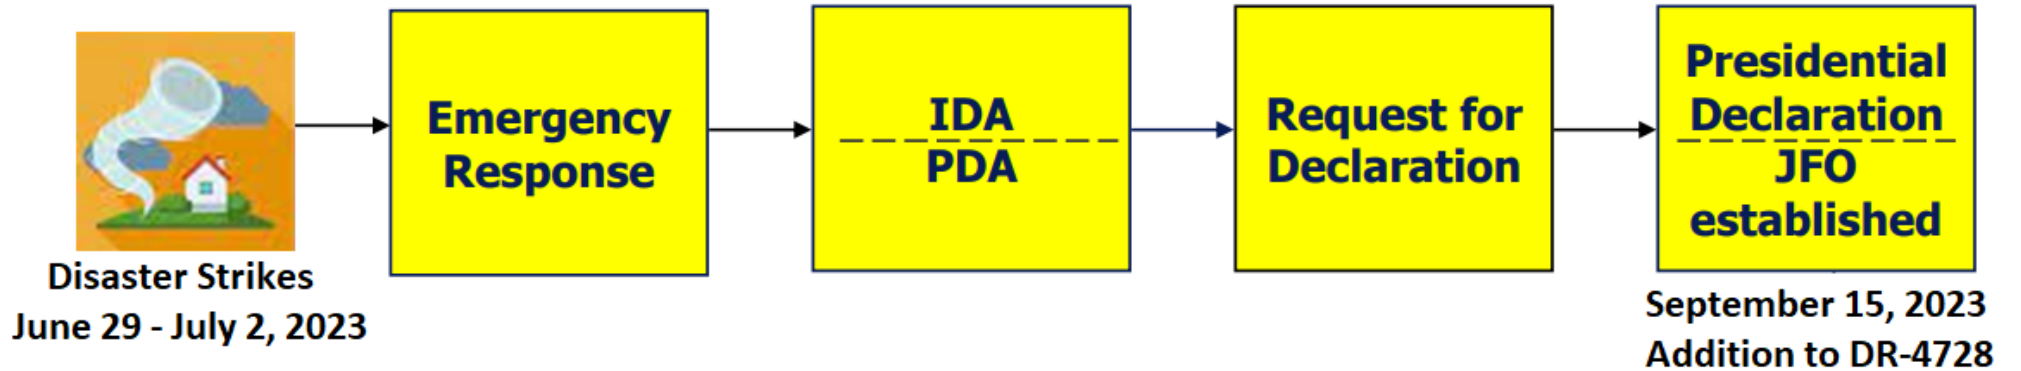 Disaster Strikes
June 29 - July 2, 2023
Emergency
Response
IDA
PDA
Request for
Declaration
Presidential
Declaration
JFO
established
September 15, 2023
Addition to DR-4728